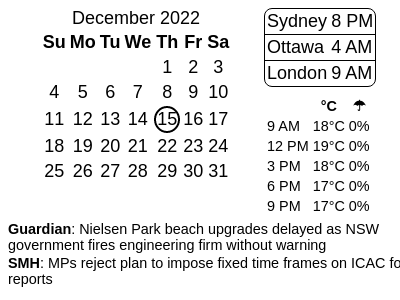 December 2022
Su Mo Tu We Th Fr Sa
1 2 3
4 5 6 7 8 9 10
11 12 13 14 15 16 17
18 19 20 21 22 23 24
25 26 27 28 29 30 31
Sydney 8 PM
Ottawa 4 AM
London 9 AM
°C ☂
9 AM 18°C 0%
12 PM 19°C 0%
3 PM 18°C 0%
6 PM 17°C 0%
9 PM 17°C 0%
Guardian: Nielsen Park beach upgrades delayed as NSW
government fires engineering firm without warning
SMH: MPs reject plan to impose fixed time frames on ICAC fo
reports